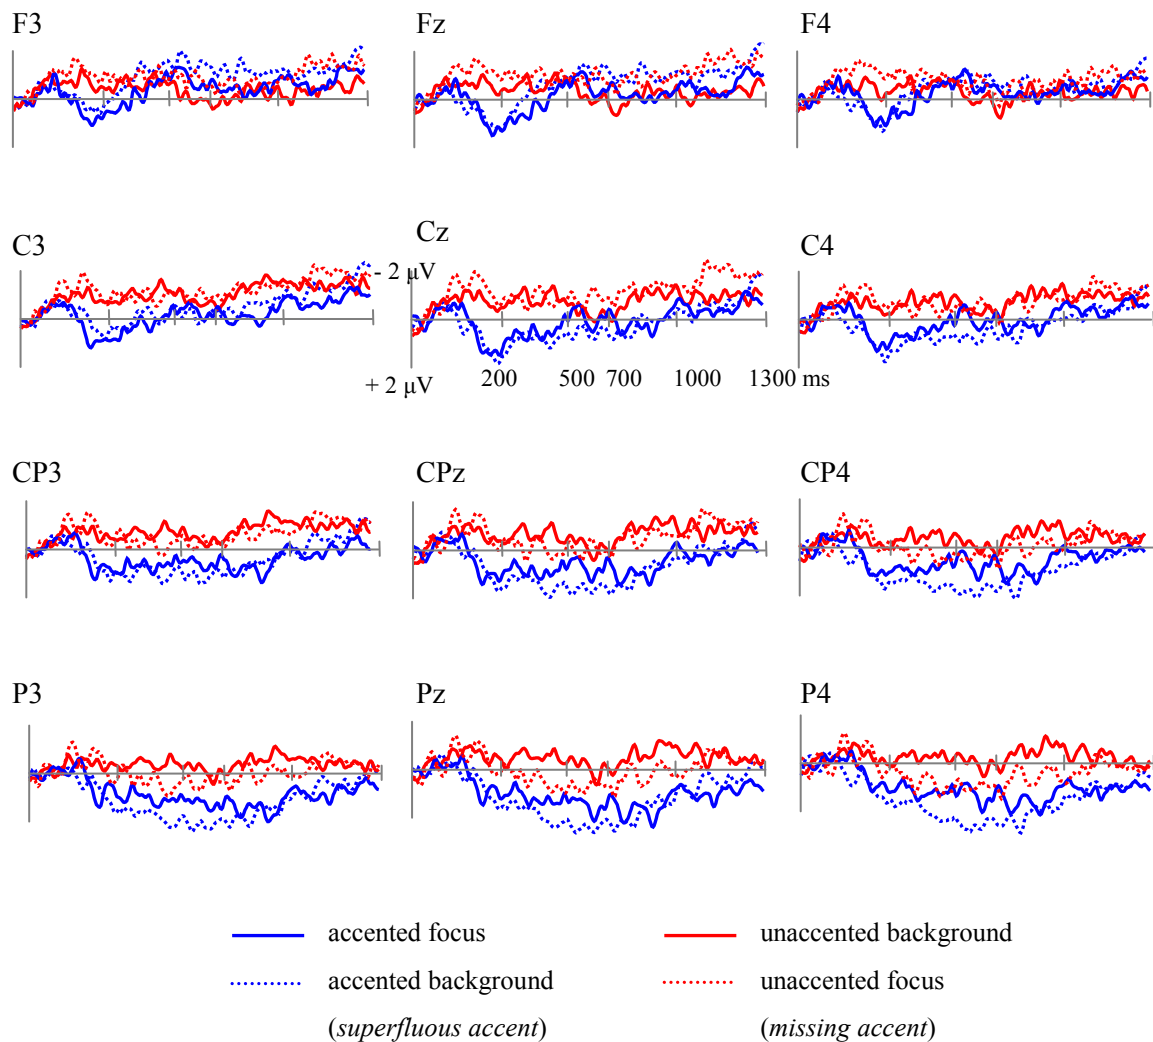 F3 Fz F4
C3 Cz C4
- 2 µV
+ 2 µV 200 500 700 1000 1300 ms
CP3 CPz CP4
P3 Pz P4
accented focus unaccented background
accented background unaccented focus
(superfluous accent) (missing accent)